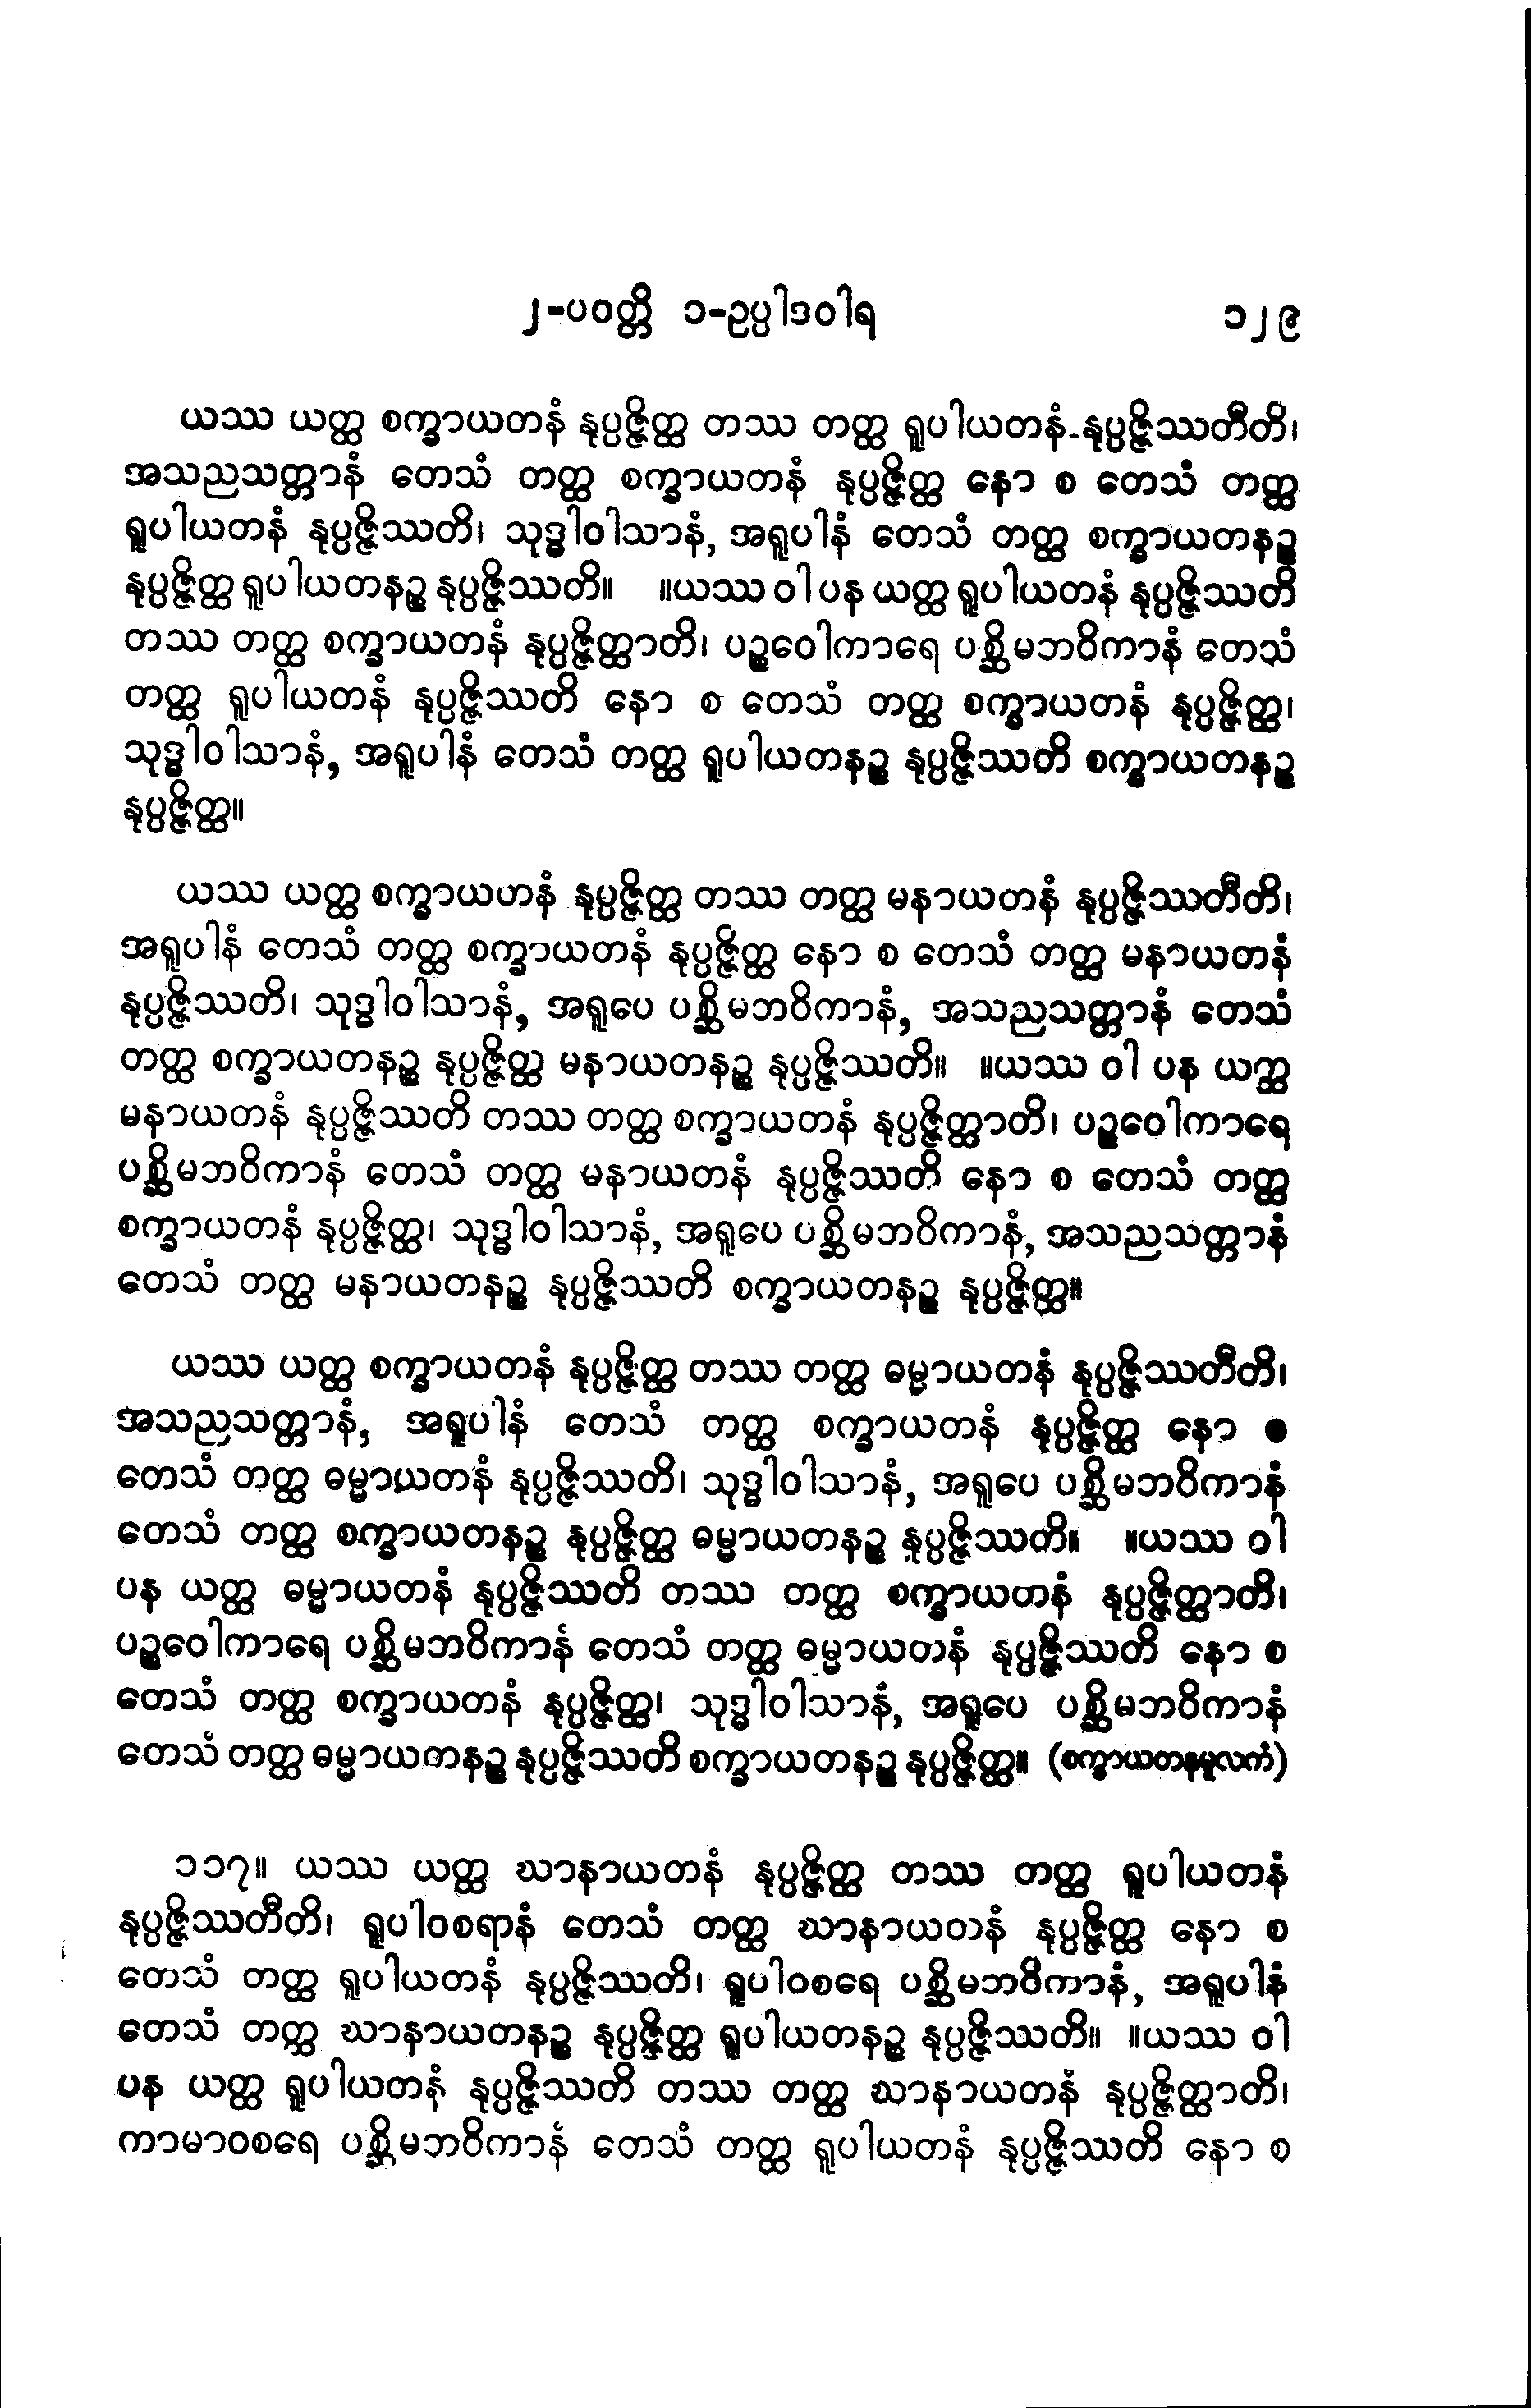 ၂-ပဝတ္တိ ၁-ဥပ္ပါဒဝါရ ၁၂၉
ယဿ ယတ္ထ စက္ခာယတနံ နုပ္ပဇ္ဇိတ္ထ တဿ တတ္ထ ရူပါယတနံ-နုပ္ပဇ္ဇိဿတီတိ၊
အသညသတ္တာနံ တေသံ တတ္ထ စက္ခာယတနံ နုပ္ပဇ္ဇိတ္ထ နော စ တေသံ တတ္ထ
ရူပါယတနံ နုပ္ပဇ္ဇိဿတိ၊ သုဒ္ဓါဝါသာနံ, အရူပါနံ တေသံ တတ္ထ စက္ခာယတနဉ္စ
နုပ္ပဇ္ဇိတ္ထ ရူပါယတနဉ္စ နုပ္ပဇ္ဇိဿတိ။ ။ယဿ ဝါ ပန ယတ္ထ ရူပါယတနံ နုပ္ပဇ္ဇိဿတိ
တဿ တတ္ထ စက္ခာယတနံ နုပ္ပဇ္ဇိတ္ထာတိ၊ ပဉ္စဝေါကာရေ ပစ္ဆိမဘဝိကာနံ တေသံ
တတ္ထ ရူပါယတနံ နုပ္ပဇ္ဇိဿတိ နော စ တေသံ တတ္ထ စက္ခာယတနံ နုပ္ပဇ္ဇိတ္ထ၊
သုဒ္ဓါဝါသာနံ, အရူပါနံ တေသံ တတ္ထ ရူပါယတနဉ္စ နုပ္ပဇ္ဇိဿတိ စက္ခာယတနဉ္စ
နုပ္ပဇ္ဇိတ္ထ။
ယဿ ယတ္ထ စက္ခာယတနံ နုပ္ပဇ္ဇိတ္ထ တဿ တတ္ထ မနာယတနံ နုပ္ပဇ္ဇိဿတီတိ၊
အရူပါနံ တေသံ တတ္ထ စက္ခာယတနံ နုပ္ပဇ္ဇိတ္ထ နော စ တေသံ တတ္ထ မနာယတနံ
နုပ္ပဇ္ဇိဿတိ၊ သုဒ္ဓါဝါသာနံ, အရူပေ ပစ္ဆိမဘဝိကာနံ, အသညသတ္တာနံ တေသံ
တတ္ထ စက္ခာယတနဉ္စ နုပ္ပဇ္ဇိတ္ထ မနာယတနဉ္စ နုပ္ပဇ္ဇိဿတိ။ ။ယဿ ဝါ ပန ယတ္ထ
မနာယတနံ နုပ္ပဇ္ဇိဿတိ တဿ တတ္ထ စက္ခာယတနံ နုပ္ပဇ္ဇိတ္ထာတိ၊ ပဉ္စဝေါကာရေ
ပစ္ဆိမဘဝိကာနံ တေသံ တတ္ထ မနာယတနံ နုပ္ပဇ္ဇိဿတိ နော စ တေသံ တတ္ထ
စက္ခာယတနံ နုပ္ပဇ္ဇိတ္ထ၊ သုဒ္ဓါဝါသာနံ, အရူပေ ပစ္ဆိမဘဝိကာနံ, အသညသတ္တာနံ
တေသံ တတ္ထ မနာယတနဉ္စ နုပ္ပဇ္ဇိဿတိ စက္ခာယတနဉ္စ နုပ္ပဇ္ဇိတ္ထ။
ယဿ ယတ္ထ စက္ခာယတနံ နုပ္ပဇ္ဇိတ္ထ တဿ တတ္ထ ဓမ္မာယတနံ နုပ္ပဇ္ဇိဿတီတိ၊
အသညသတ္တာနံ, အရူပါနံ တေသံ တတ္ထ စက္ခာယတနံ နုပ္ပဇ္ဇိတ္ထ နော စ
တေသံ တတ္ထ ဓမ္မာယတနံ နုပ္ပဇ္ဇိဿတိ၊ သုဒ္ဓါဝါသာနံ, အရူပေ ပစ္ဆိမဘဝိကာနံ
တေသံ တတ္ထ စက္ခာယတနဉ္စ နုပ္ပဇ္ဇိတ္ထ ဓမ္မာယတနဉ္စ နုပ္ပဇ္ဇိဿတိ။ ။ယဿ ဝါ
ပန ယတ္ထ ဓမ္မာယတနံ နုပ္ပဇ္ဇိဿတိ တဿ တတ္ထ စက္ခာယတနံ နုပ္ပဇ္ဇိတ္ထာတိ၊
ပဉ္စဝေါကာရေ ပစ္ဆိမဘဝိကာနံ တေသံ တတ္ထ ဓမ္မာယတနံ နုပ္ပဇ္ဇိဿတိ နော စ
တေသံ တတ္ထ စက္ခာယတနံ နုပ္ပဇ္ဇိတ္ထ၊ သုဒ္ဓါဝါသာနံ, အရူပေ ပစ္ဆိမဘဝိကာနံ
တေသံ တတ္ထ ဓမ္မာယတနဉ္စ နုပ္ပဇ္ဇိဿတိ စက္ခာယတနဉ္စ နုပ္ပဇ္ဇိတ္ထ။ (စက္ခာယတနမူလကံ)
၁၁၇။ ယဿ ယတ္ထ ဃာနာယတနံ နုပ္ပဇ္ဇိတ္ထ တဿ တတ္ထ ရူပါယတနံ
နုပ္ပဇ္ဇိဿတီတိ၊ ရူပါဝစရာနံ တေသံ တတ္ထ ဃာနာယတနံ နုပ္ပဇ္ဇိတ္ထ နော စ
တေသံ တတ္ထ ရူပါယတနံ နုပ္ပဇ္ဇိဿတိ၊ ရူပါဝစရေ ပစ္ဆိမဘဝိကာနံ, အရူပါနံ
တေသံ တတ္ထ ဃာနာယတနဉ္စ နုပ္ပဇ္ဇိတ္ထ ရူပါယတနဉ္စ နုပ္ပဇ္ဇိဿတိ။ ။ယဿ ဝါ
ပန ယတ္ထ ရူပါယတနံ နုပ္ပဇ္ဇိဿတိ တဿ တတ္ထ ဃာနာယတနံ နုပ္ပဇ္ဇိတ္ထာတိ၊
ကာမာဝစရေ ပစ္ဆိမဘဝိကာနံ တေသံ တတ္ထ ရူပါယတနံ နုပ္ပဇ္ဇိဿတိ နော စ